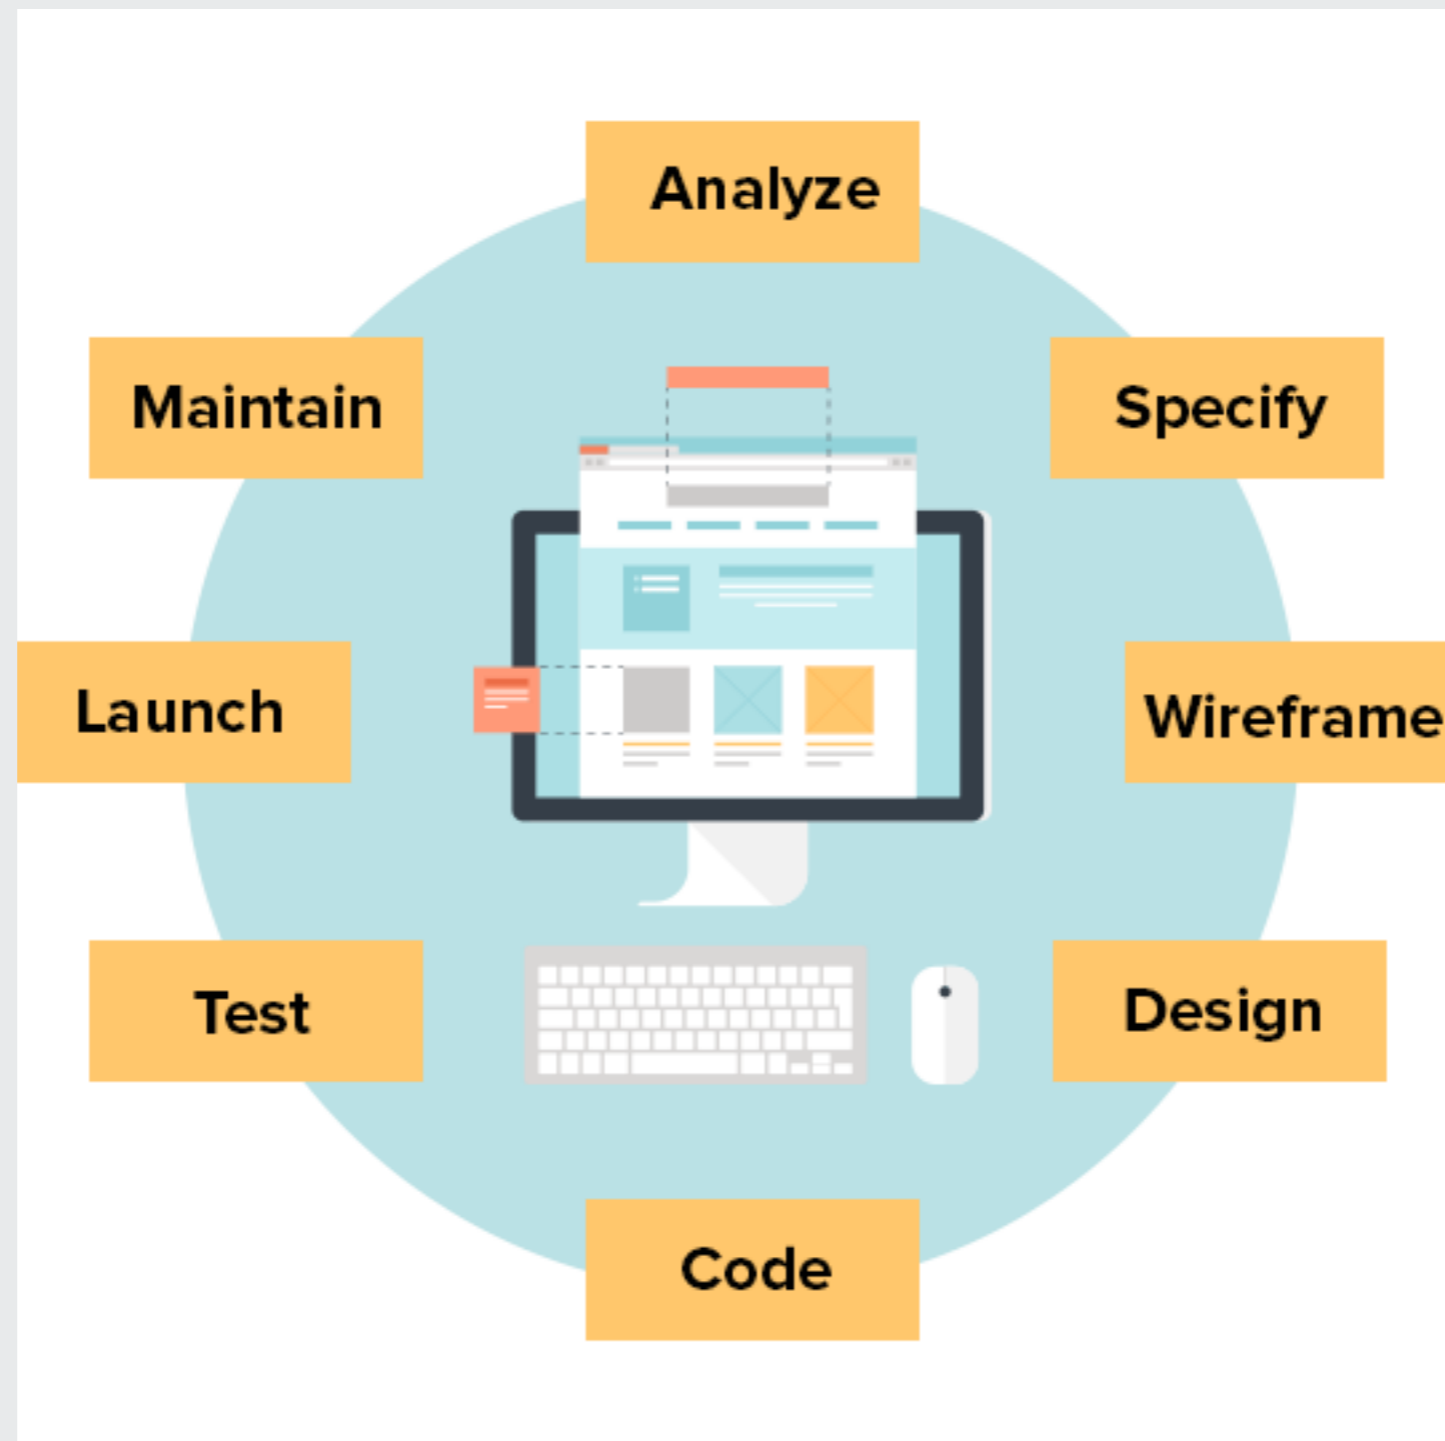 Analyze
Maintain
Specify
Launch
Wireframe
Test
Design
Code